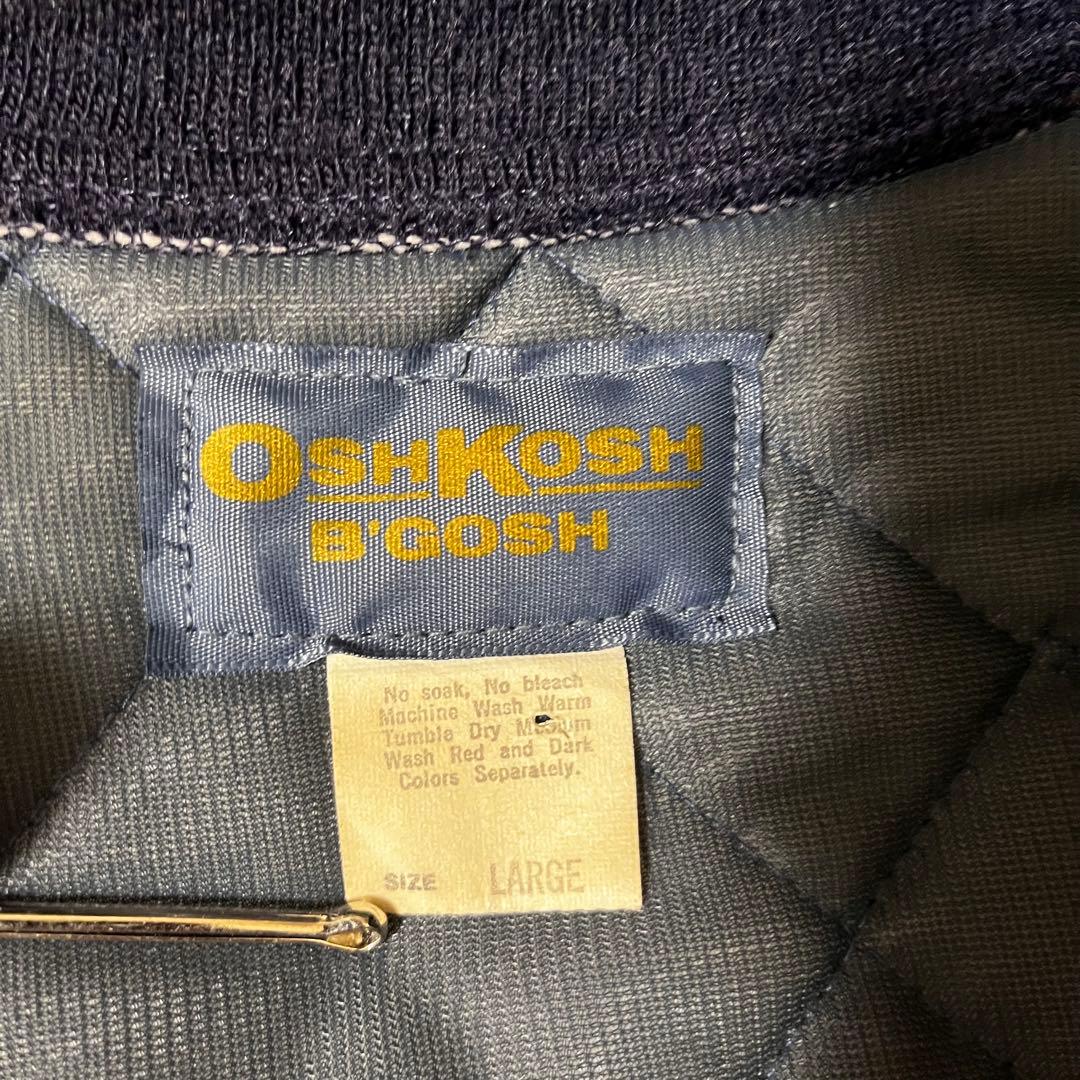 OSHKOSH
B'GOSH
No soak, No bleach
Machine Wash Warm
Tumble Dry Medium
Wash Red and Dark
Colors Separately.
SIZE LARGE